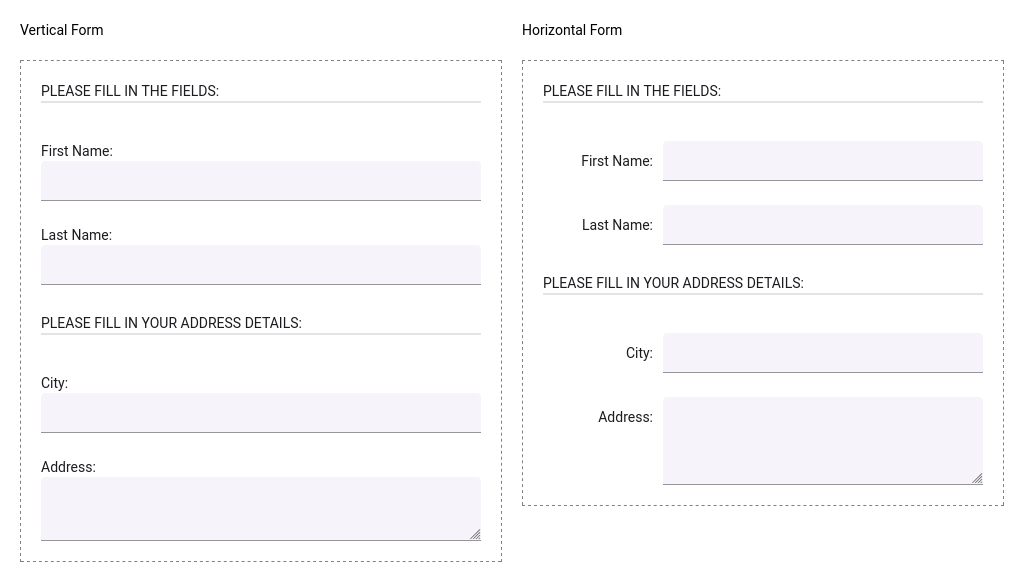 Vertical Form
PLEASE FILL IN THE FIELDS:
First Name:
Last Name:
PLEASE FILL IN YOUR ADDRESS DETAILS:
City:
Address:
Horizontal Form
PLEASE FILL IN THE FIELDS:
First Name:
Last Name:
PLEASE FILL IN YOUR ADDRESS DETAILS:
City:
Address: